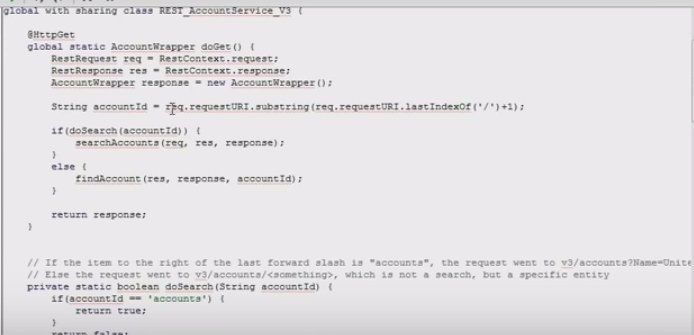 global with sharing class REST_AccountService_V3 {
@HttpGet
global static AccountWrapper doGet() {
RestRequest req = RestContext.request;
RestResponse res = RestContext.response;
AccountWrapper response = new AccountWrapper();
String accountId = req.requestURI.substring(req.requestURI.lastIndexOf('/')+1);
if(doSearch(accountId)) {
searchAccounts(req, res, response);
}
else {
findAccount(res, response, accountId);
}
return response;
}
// If the item to the right of the last forward slash is "accounts", the request went to v3/accounts?Name=Unite
// Else the request went to v3/accounts/<something>, which is not a search, but a specific entity
private static boolean doSearch(String accountId) {
if(accountId == 'accounts') {
return true;
}
return false;